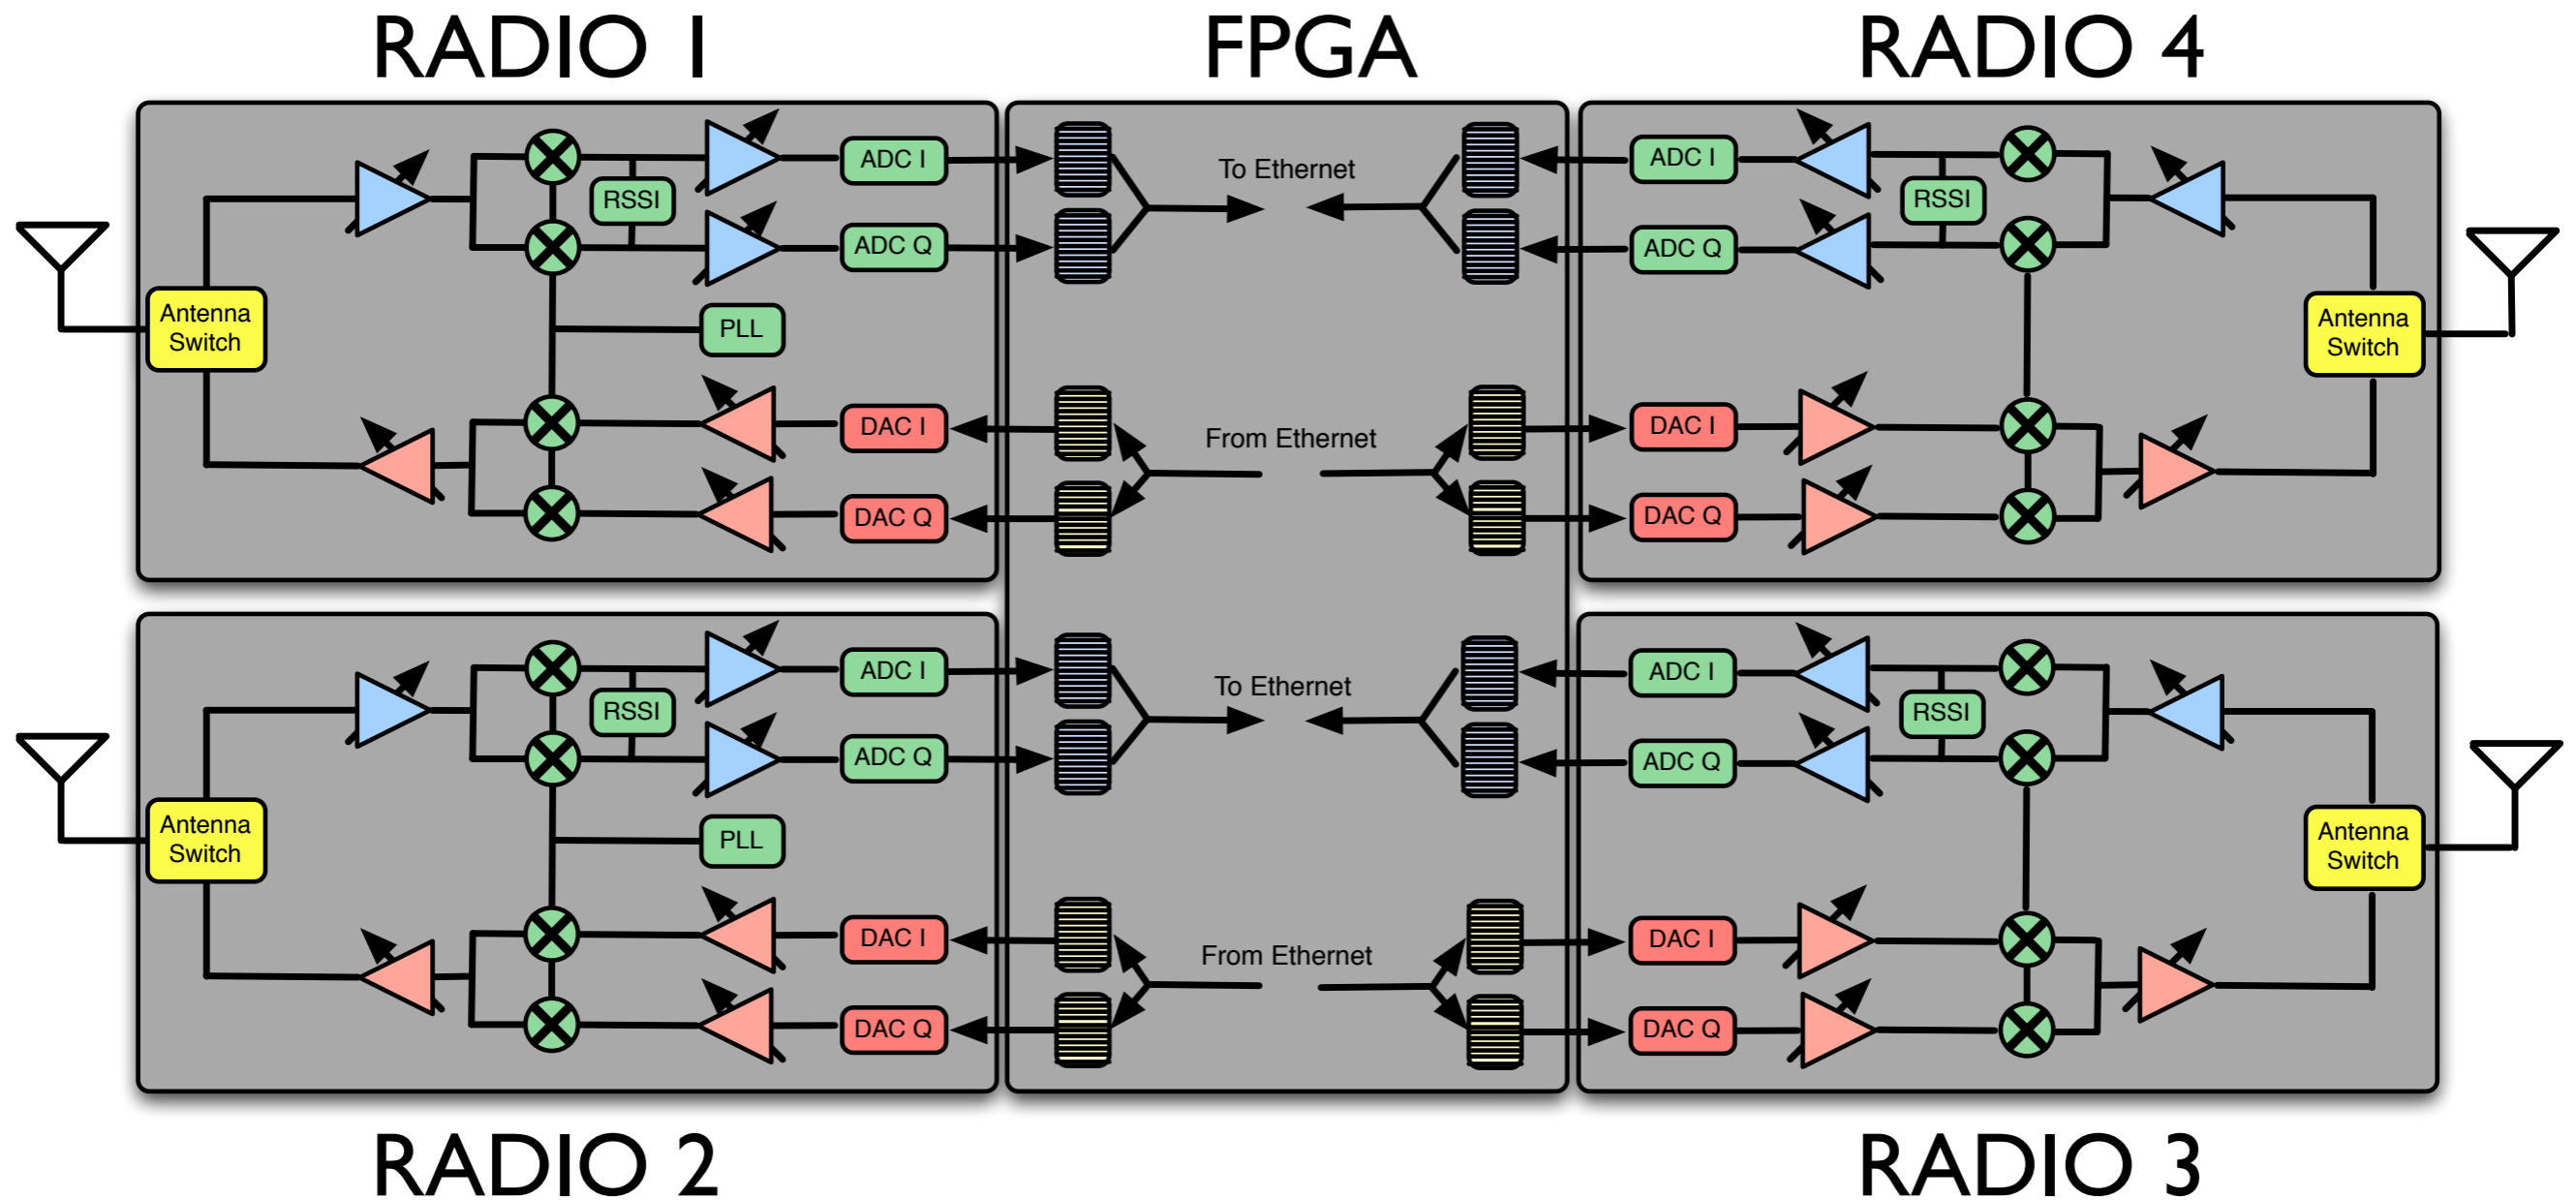 RADIO 1
FPGA
RADIO 4
ADC I
RSSI
ADC Q
Antenna
Switch
PLL
DAC I
DAC Q
To Ethernet
From Ethernet
ADC I
RSSI
ADC Q
Antenna
Switch
DAC I
DAC Q
ADC I
RSSI
ADC Q
Antenna
Switch
PLL
DAC I
DAC Q
To Ethernet
From Ethernet
ADC I
RSSI
ADC Q
Antenna
Switch
DAC I
DAC Q
RADIO 2
RADIO 3